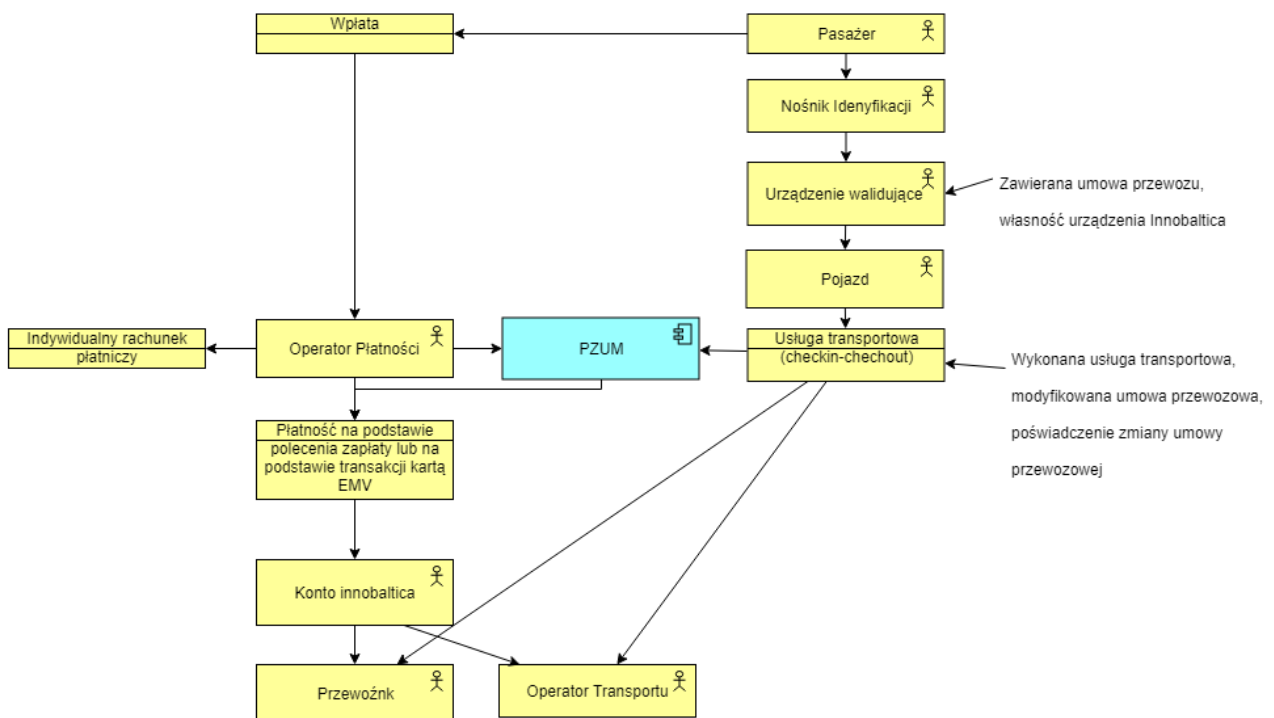 Wpłata
Pasażer
Nośnik Idenyfikacji
Urządzenie walidujące
Zawierana umowa przewozu,
własność urządzenia Innobaltica
Pojazd
Indywidualny rachunek
płatniczy
Operator Płatności
PZUM
Usługa transportowa
(checkin-chechout)
Wykonana usługa transportowa,
modyfikowana umowa przewozowa,
poświadczenie zmiany umowy
przewozowej
Płatność na podstawie
polecenia zapłaty lub na
podstawie transakcji kartą
EMV
Konto innobaltica
Przewoźnk
Operator Transportu